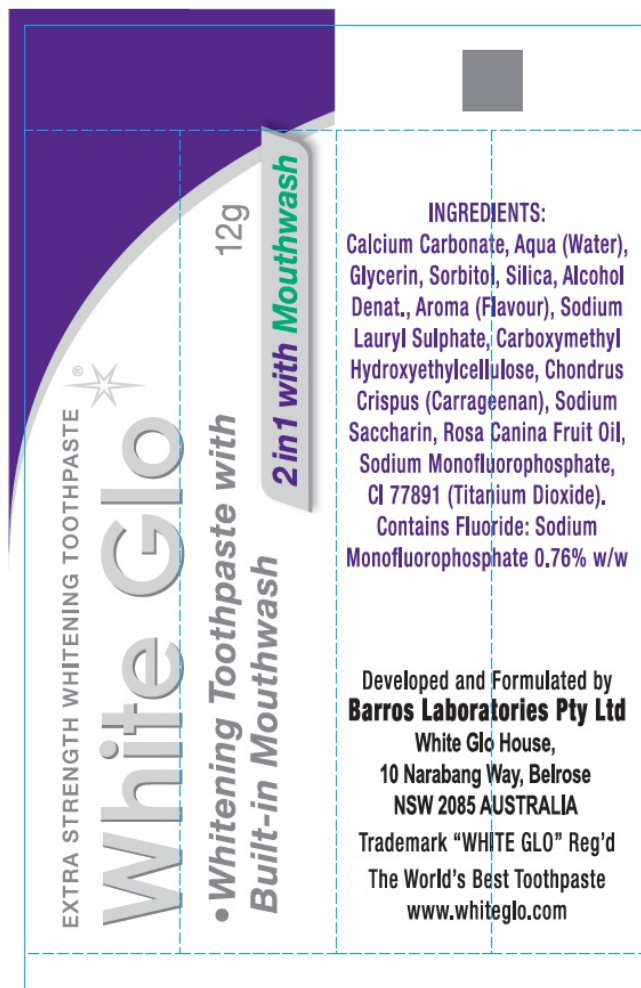 EXTRA STRENGTH WHITENING TOOTHPASTE
White Glo®
• Whitening Toothpaste with
Built-in Mouthwash
12g
2 in 1 with Mouthwash
INGREDIENTS:
Calcium Carbonate, Aqua (Water),
Glycerin, Sorbitol, Silica, Alcohol
Denat., Aroma (Flavour), Sodium
Lauryl Sulphate, Carboxymethyl
Hydroxyethylcellulose, Chondrus
Crispus (Carrageenan), Sodium
Saccharin, Rosa Canina Fruit Oil,
Sodium Monofluorophosphate,
CI 77891 (Titanium Dioxide).
Contains Fluoride: Sodium
Monofluorophosphate 0.76% w/w
Developed and Formulated by
Barros Laboratories Pty Ltd
White Glo House,
10 Narabang Way, Belrose
NSW 2085 AUSTRALIA
Trademark “WHITE GLO” Reg’d
The World’s Best Toothpaste
www.whiteglo.com